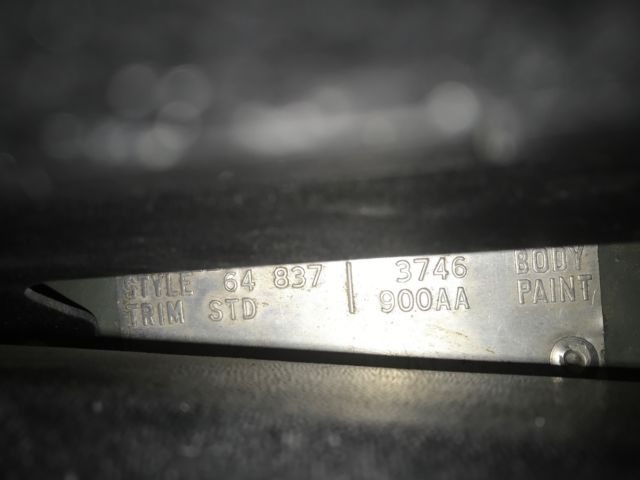 STYLE 64 837 | 3746 BODY
TRIM STD 900AA PAINT